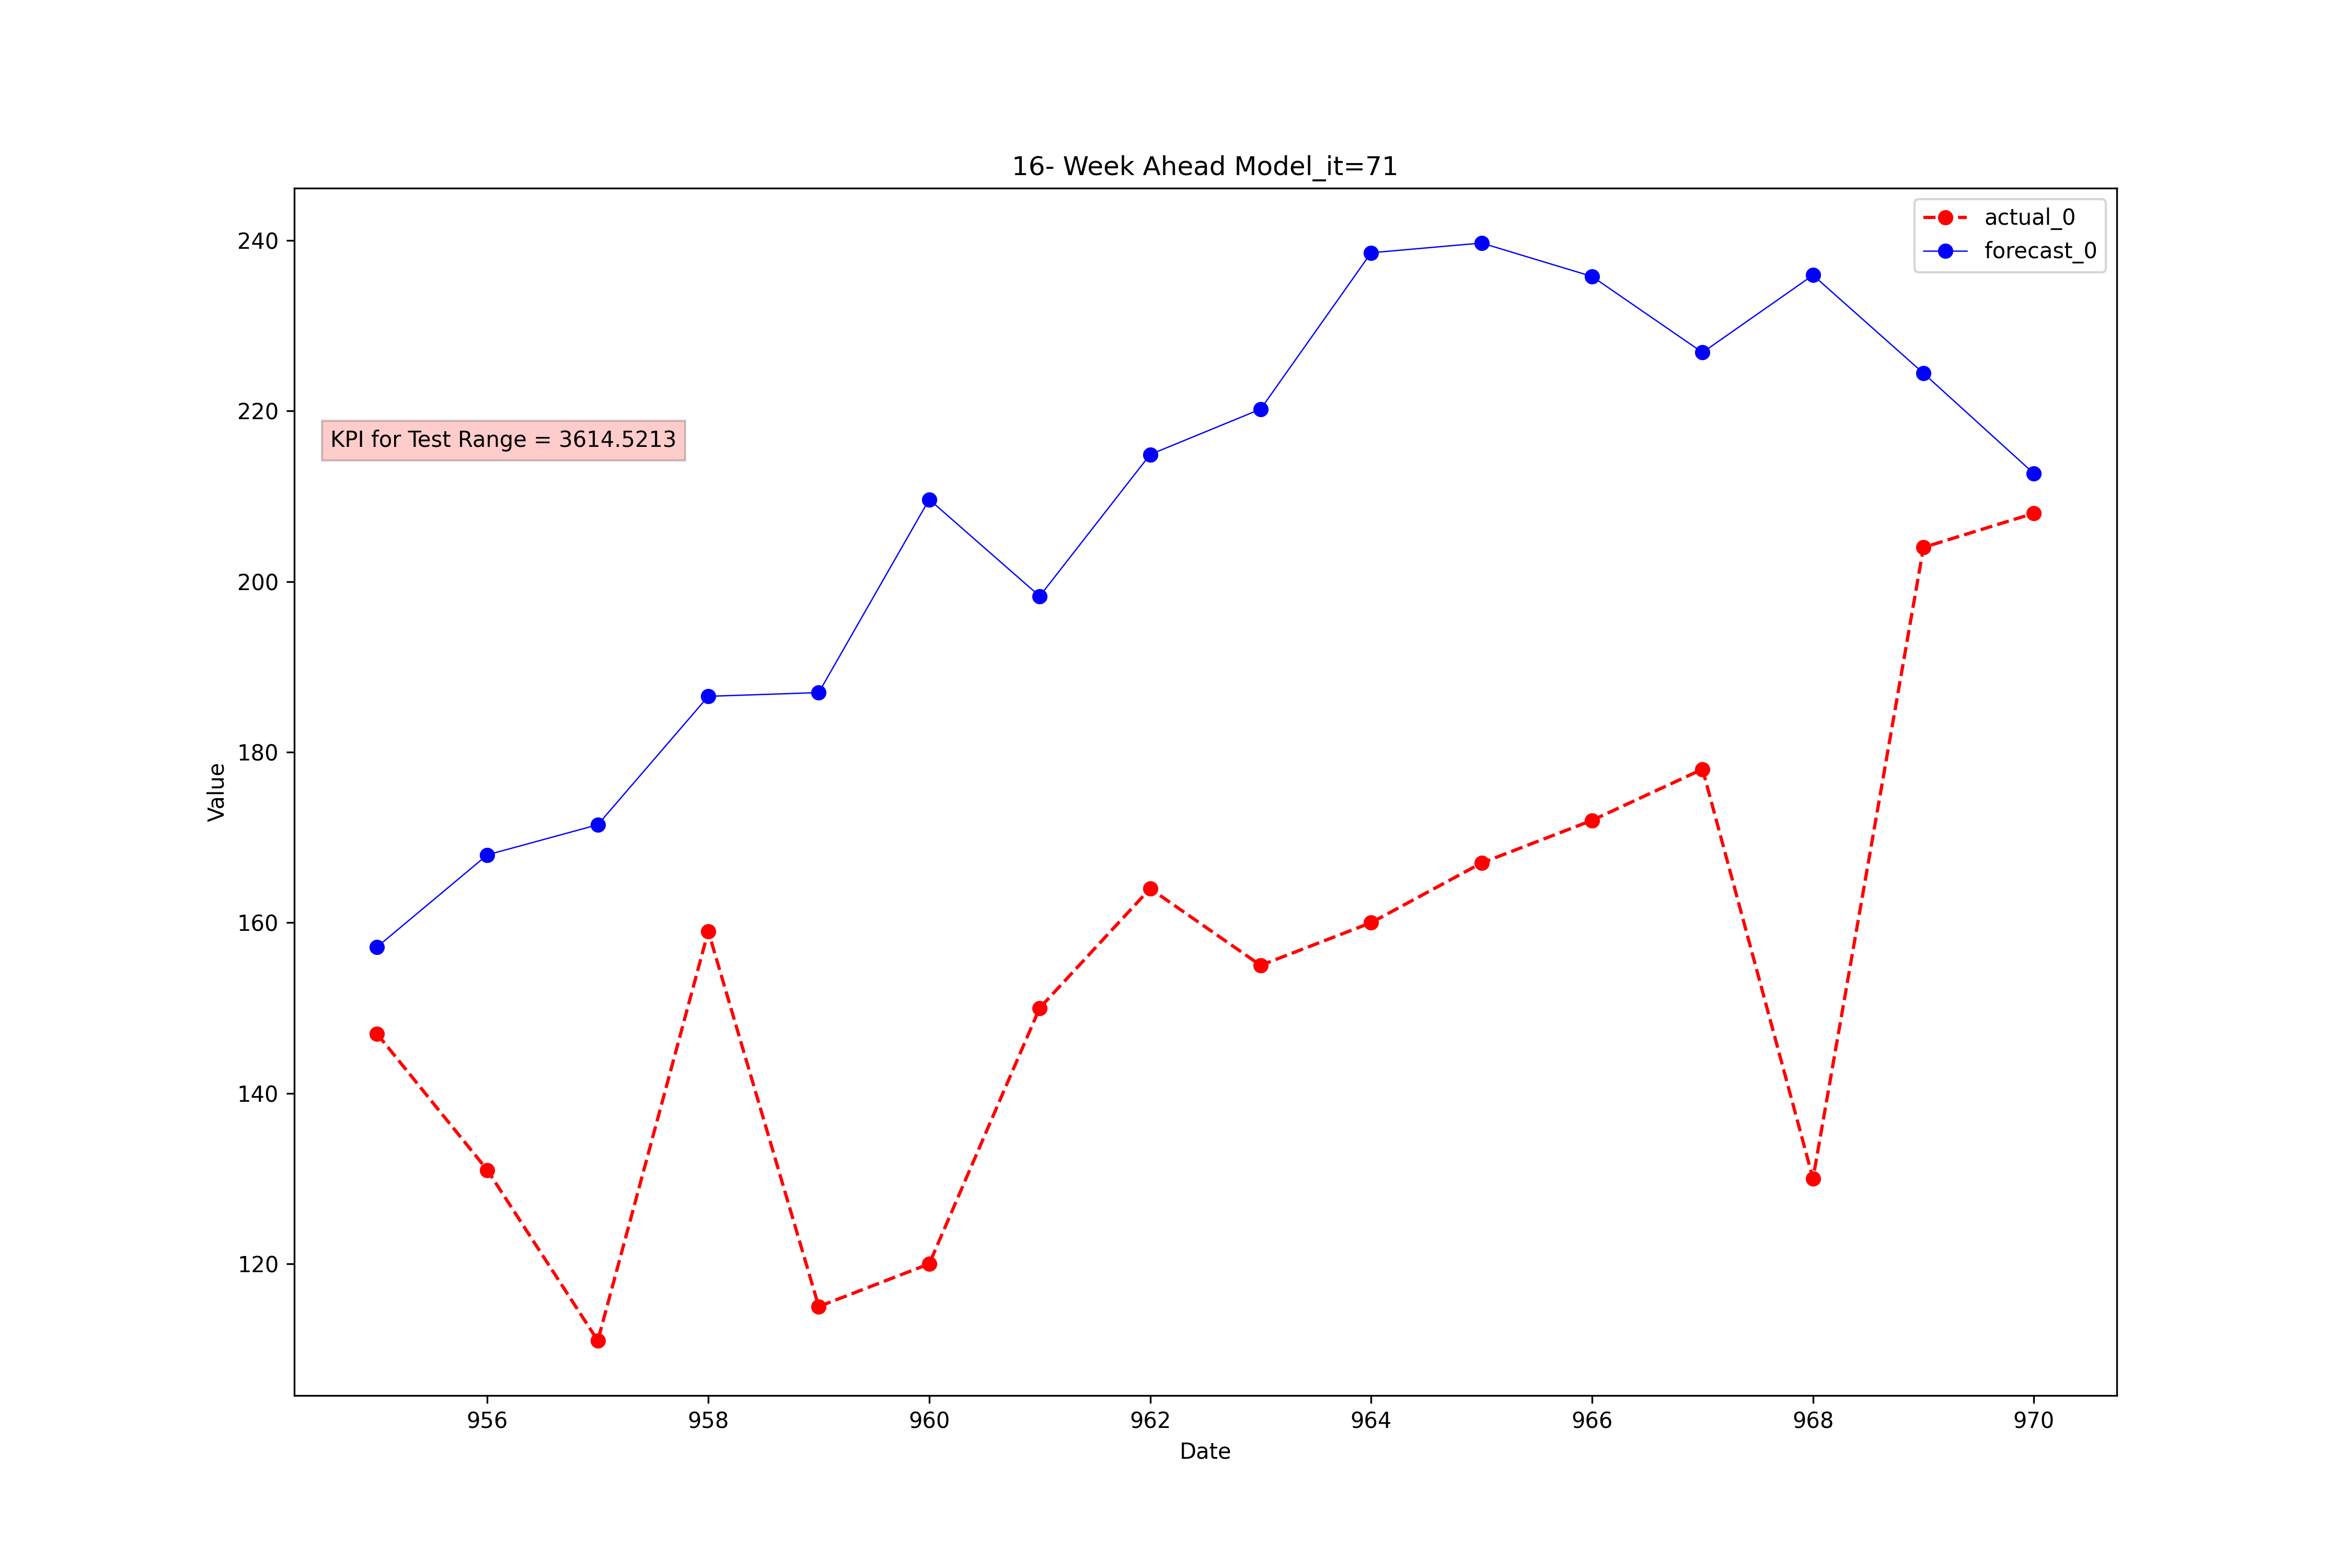 16- Week Ahead Model_it=71
actual_0
forecast_0
KPI for Test Range = 3614.5213
Value
240
220
200
180
160
140
120
956 958 960 962 964 966 968 970
Date